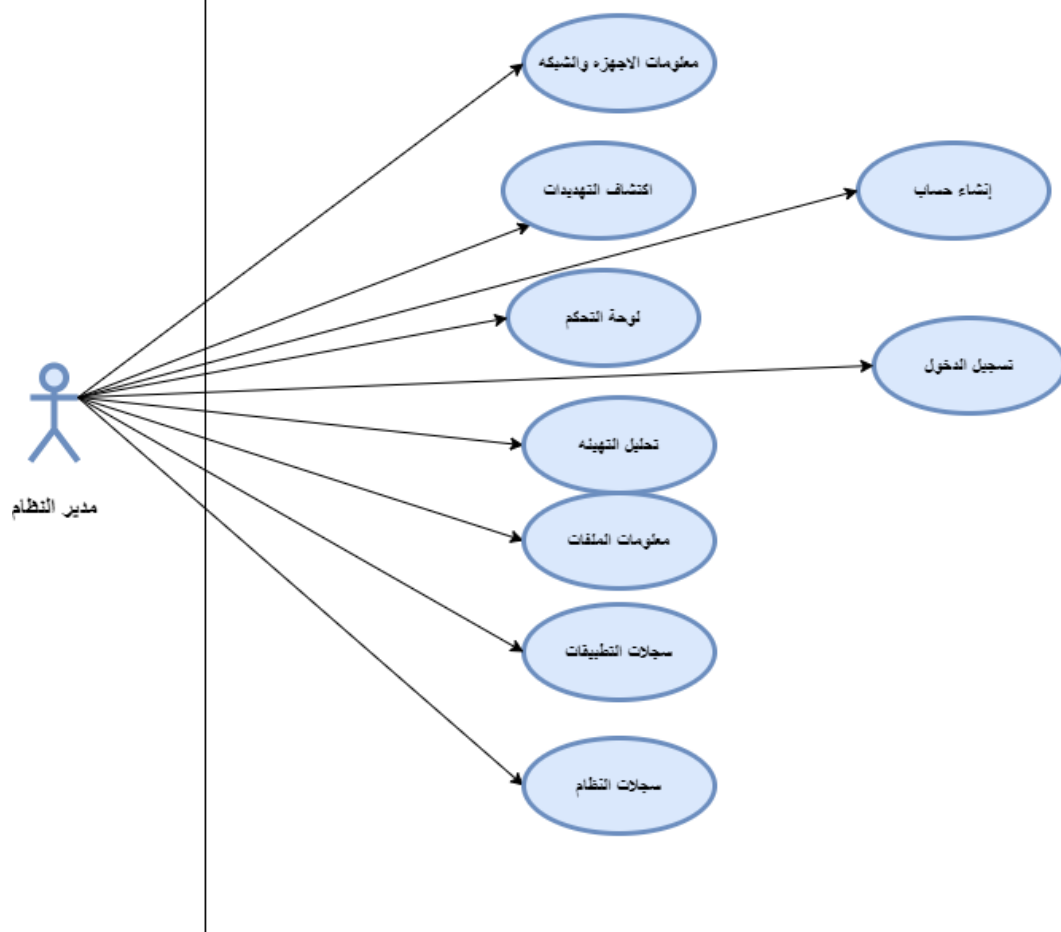 معلومات الاجهزه والشبكه
اكتشاف التهديدات
إنشاء حساب
لوحة التحكم
تسجيل الدخول
تحليل التهيئه
مدير النظام
معلومات الملفات
سجلات التطبيقات
سجلات النظام